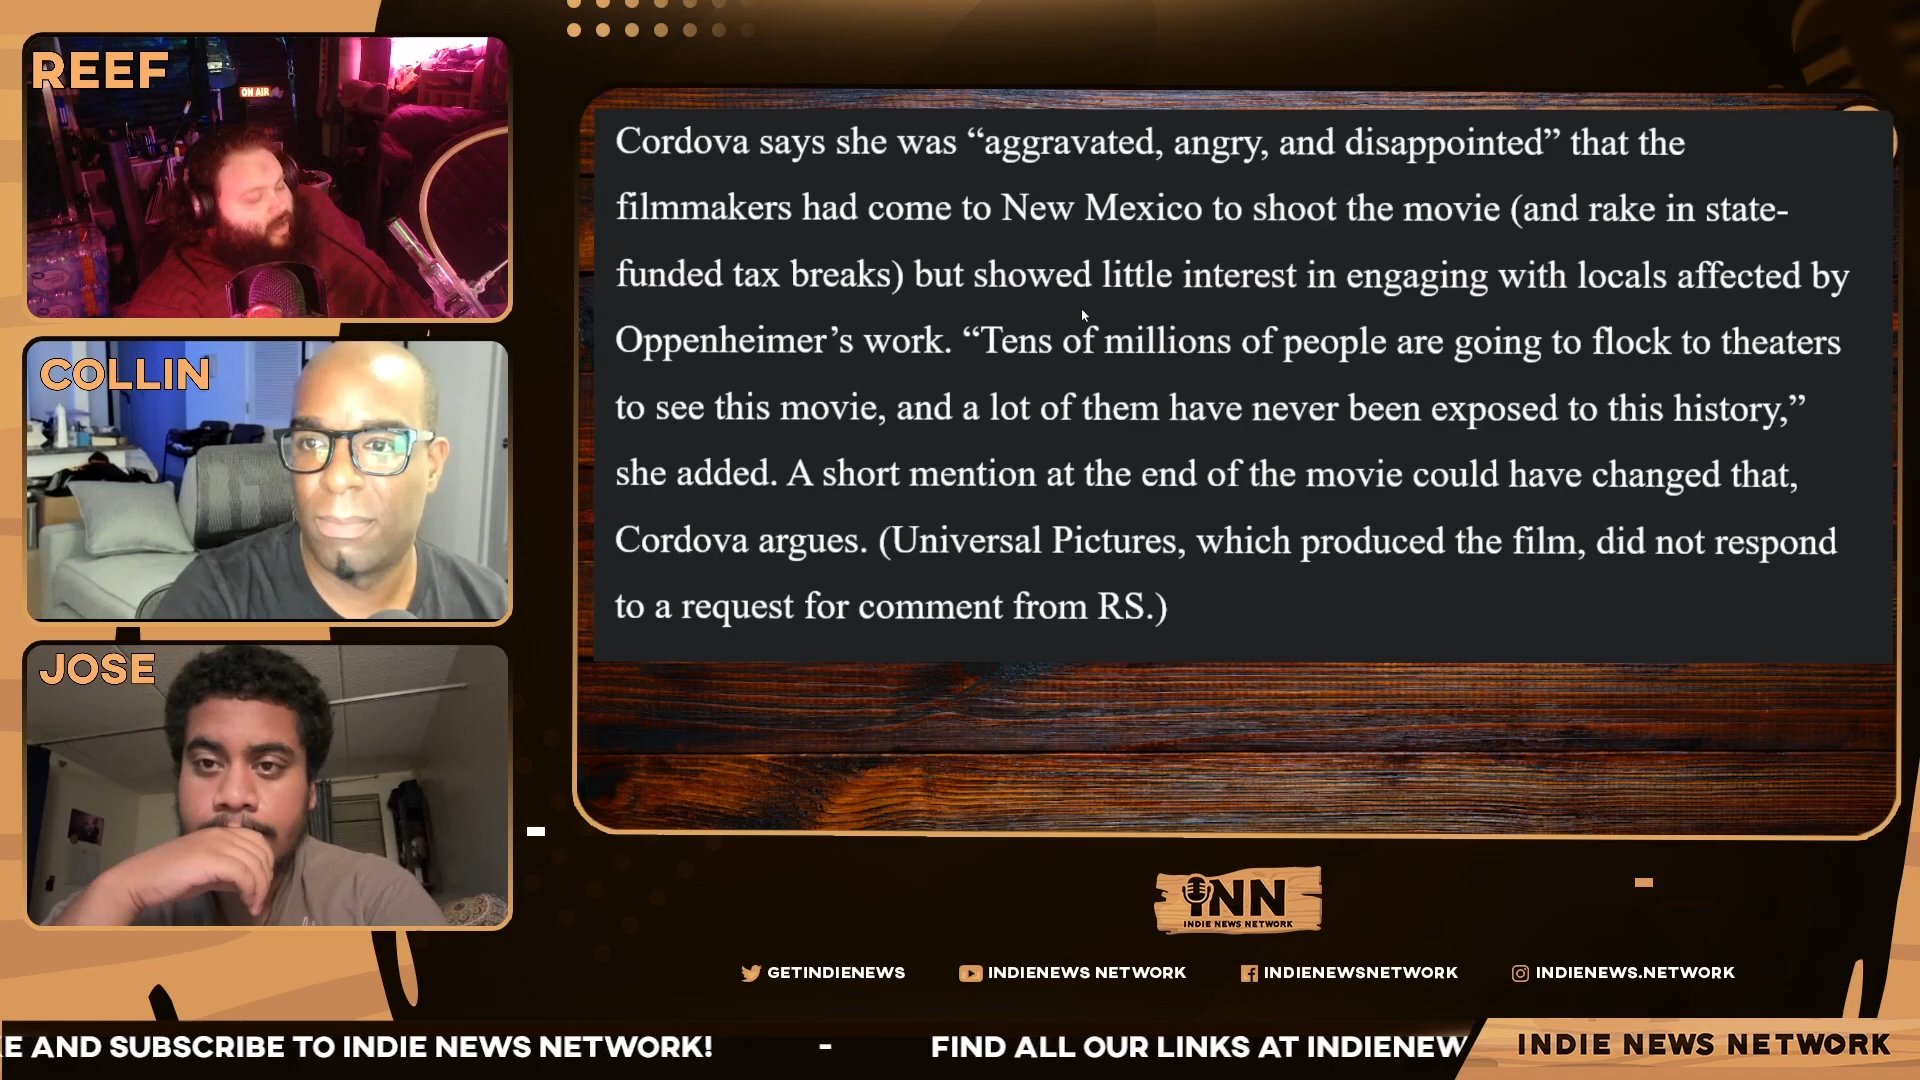 REEF
ON AIR
COLLIN
JOSE
Cordova says she was “aggravated, angry, and disappointed” that the
filmmakers had come to New Mexico to shoot the movie (and rake in state-
funded tax breaks) but showed little interest in engaging with locals affected by
Oppenheimer’s work. “Tens of millions of people are going to flock to theaters
to see this movie, and a lot of them have never been exposed to this history,”
she added. A short mention at the end of the movie could have changed that,
Cordova argues. (Universal Pictures, which produced the film, did not respond
to a request for comment from RS.)
INN
INDIE NEWS NETWORK
GETINDIENEWS
INDIENEWS NETWORK
INDIENEWSNETWORK
INDIENEWS.NETWORK
E AND SUBSCRIBE TO INDIE NEWS NETWORK! - FIND ALL OUR LINKS AT INDIENEW
INDIE NEWS NETWORK